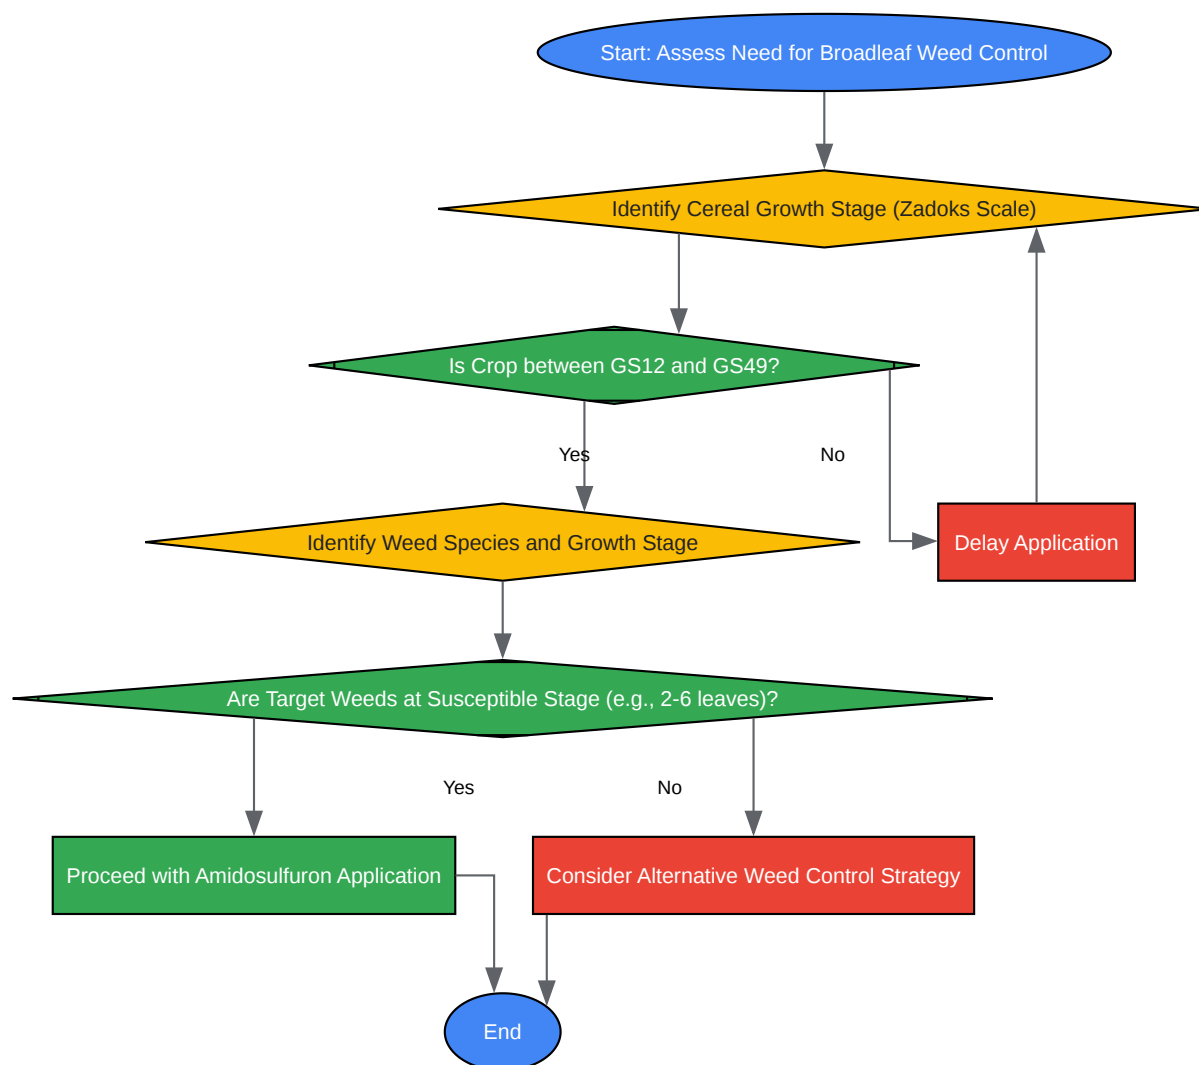 Start: Assess Need for Broadleaf Weed Control
Identify Cereal Growth Stage (Zadoks Scale)
Is Crop between GS12 and GS49?
Yes
No
Identify Weed Species and Growth Stage
Delay Application
Are Target Weeds at Susceptible Stage (e.g., 2-6 leaves)?
Yes
No
Proceed with Amidosulfuron Application
Consider Alternative Weed Control Strategy
End